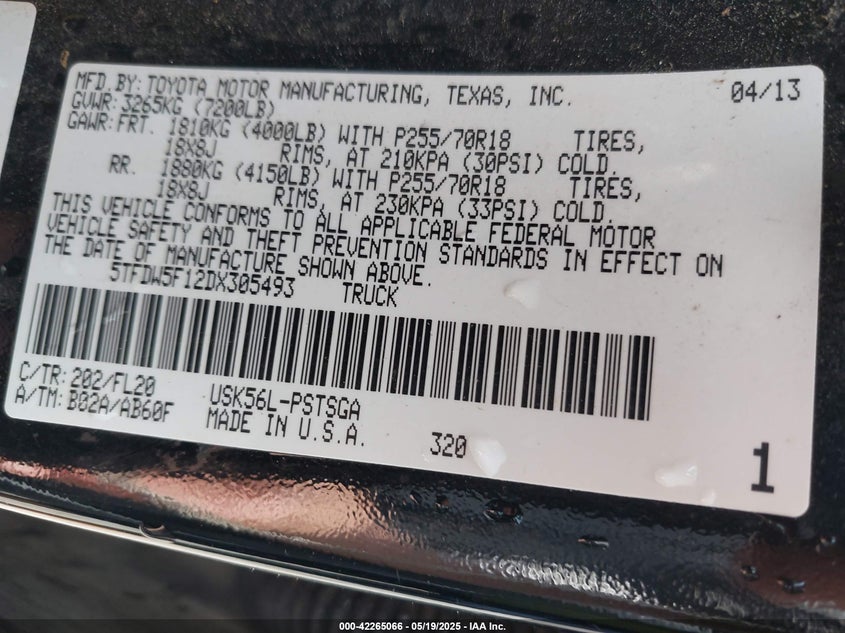 MFD.BY: TOYOTA MOTOR MANUFACTURING, TEXAS, INC. 04/13
GVWR: 3265KG (7200LB)
GAWR: FRT. 1810KG (4000LB) WITH P255/70R18 TIRES,
18X8J RIMS, AT 210KPA (30PSI) COLD.
RR. 1880KG (4150LB) WITH P255/70R18 TIRES,
18X8J RIMS, AT 230KPA (33PSI) COLD.
THIS VEHICLE CONFORMS TO ALL APPLICABLE FEDERAL MOTOR
VEHICLE SAFETY AND THEFT PREVENTION STANDARDS IN EFFECT ON
THE DATE OF MANUFACTURE SHOWN ABOVE.
5TFDW5F12DX305493 TRUCK
C/TR: 202/FL20 USK56L-PSTSGA
A/TM: B02A/AB60F MADE IN U.S.A. 320
1
000-42265066 - 05/19/2025 - IAA Inc.